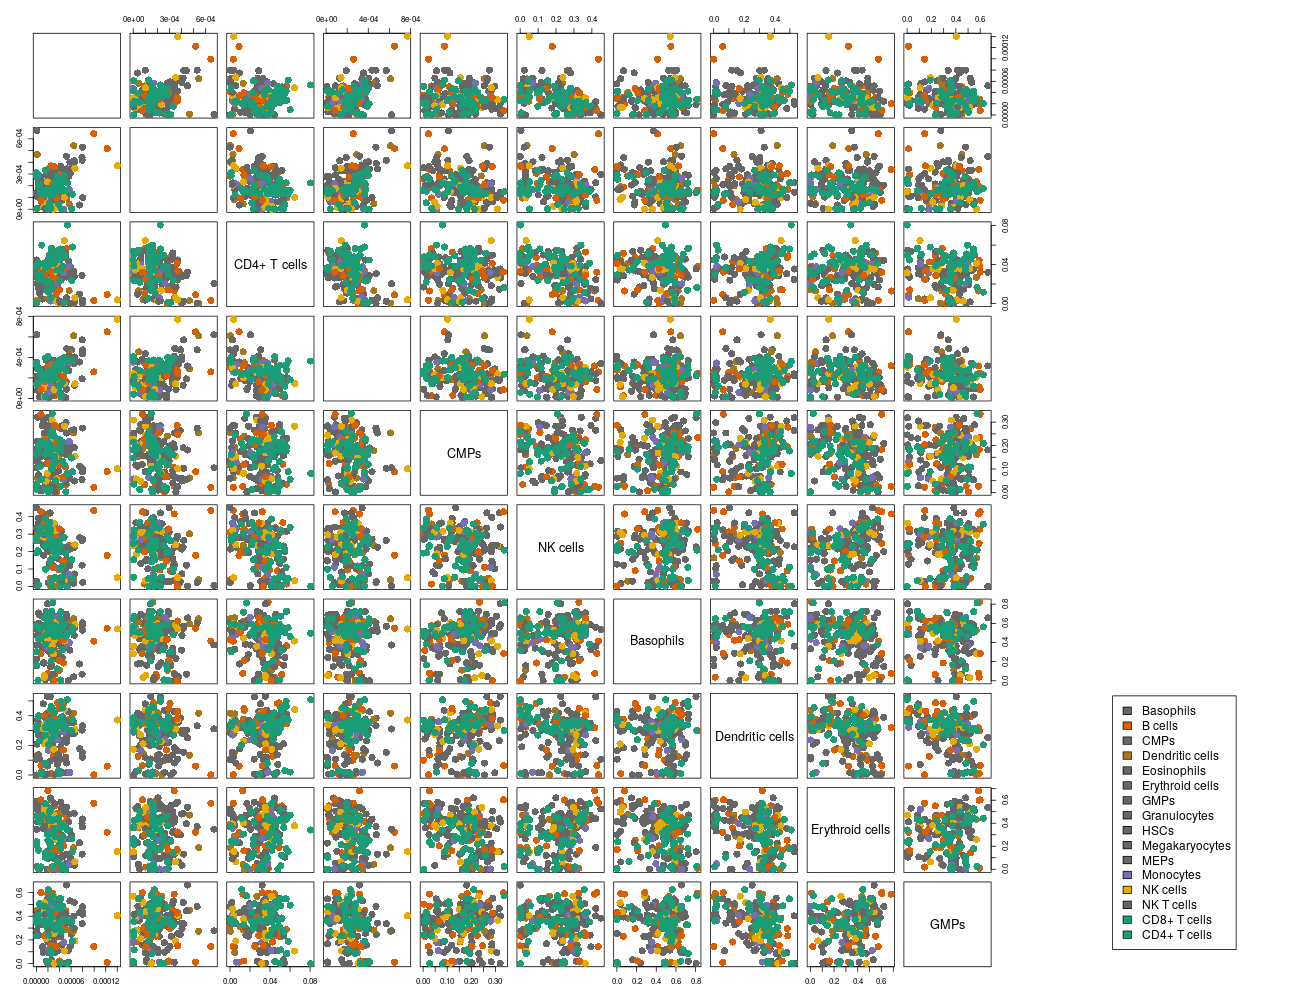 0e+00 3e-04 6e-04 0e+00 4e-04 8e-04 0.0 0.1 0.2 0.3 0.4 0.0 0.2 0.4 0.0 0.2 0.4 0.6
0.00000 0.00006 0.00012
0e+00 3e-04 6e-04
CD4+ T cells
0.00 0.04 0.08
0e+00 4e-04 8e-04
CMPs
0.00 0.10 0.20 0.30
0.0 0.1 0.2 0.3 0.4
NK cells
Basophils
0.0 0.2 0.4 0.6 0.8
0.0 0.2 0.4
Dendritic cells
Erythroid cells
0.0 0.2 0.4 0.6
0.0 0.2 0.4 0.6
GMPs
0.00000 0.00006 0.00012 0.00 0.04 0.08 0.00 0.10 0.20 0.30 0.0 0.2 0.4 0.6 0.8 0.0 0.2 0.4 0.6
Basophils
B cells
CMPs
Dendritic cells
Eosinophils
Erythroid cells
GMPs
Granulocytes
HSCs
Megakaryocytes
MEPs
Monocytes
NK cells
NK T cells
CD8+ T cells
CD4+ T cells